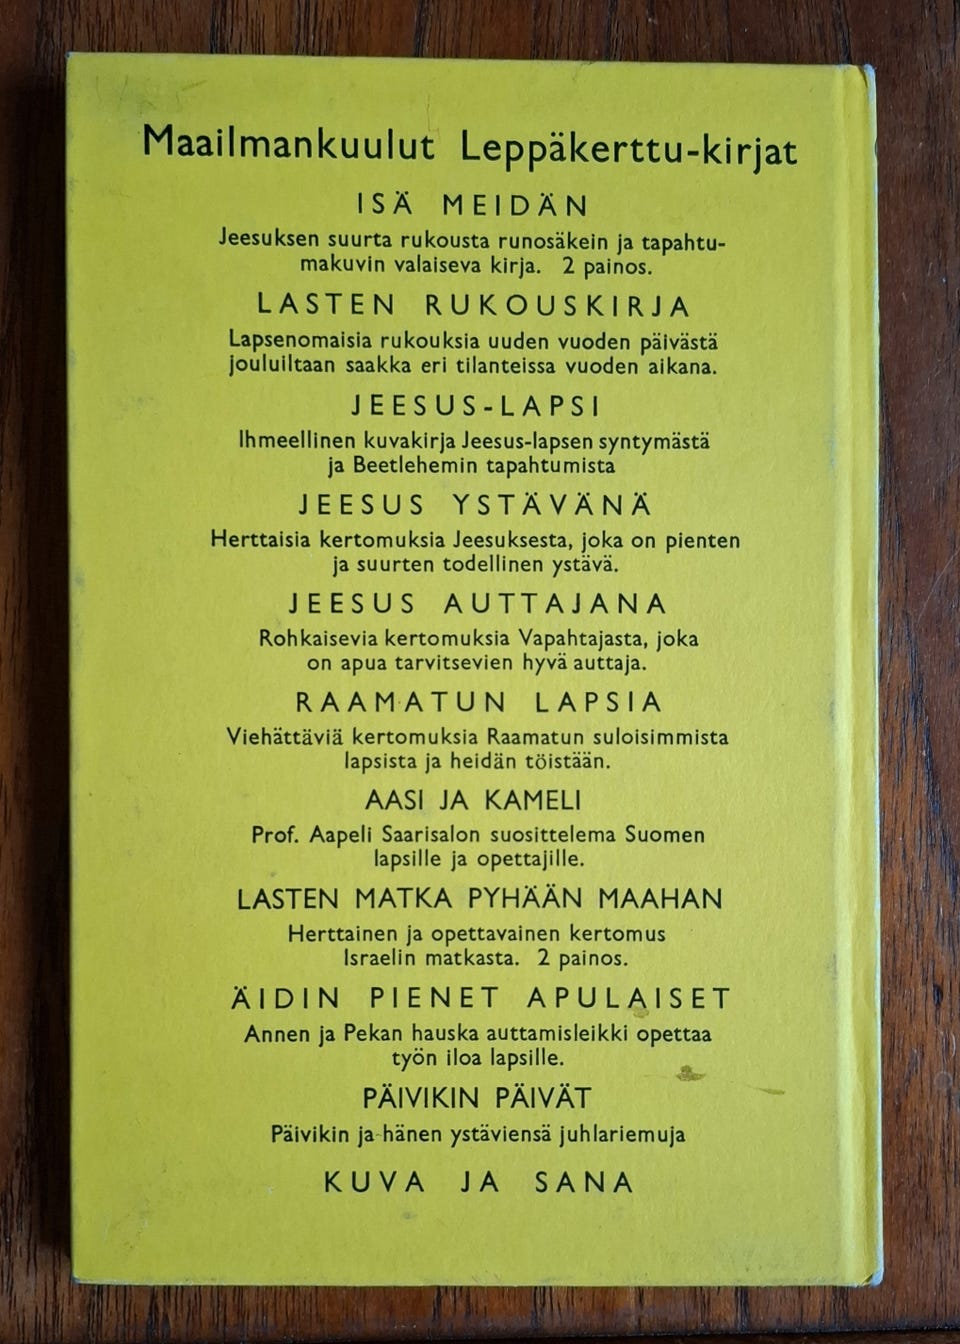 Maailmankuulut Leppäkerttu-kirjat
ISÄ MEIDÄN
Jeesuksen suurta rukousta runosäkein ja tapahtu-
makuvin valaiseva kirja. 2 painos.
LASTEN RUKOUSKIRJA
Lapsenomaisia rukouksia uuden vuoden päivästä
jouluiltaan saakka eri tilanteissa vuoden aikana.
JEESUS-LAPSI
Ihmeellinen kuvakirja Jeesus-lapsen syntymästä
ja Beetlehemin tapahtumista
JEESUS YSTÄVÄNÄ
Herttaisia kertomuksia Jeesuksesta, joka on pienten
ja suurten todellinen ystävä.
JEESUS AUTTAJANA
Rohkaisevia kertomuksia Vapahtajasta, joka
on apua tarvitsevien hyvä auttaja.
RAAMATUN LAPSIA
Viehättäviä kertomuksia Raamatun suloisimmista
lapsista ja heidän töistään.
AASI JA KAMELI
Prof. Aapeli Saarisalon suosittelema Suomen
lapsille ja opettajille.
LASTEN MATKA PYHÄÄN MAAHAN
Herttainen ja opettavainen kertomus
Israelin matkasta. 2 painos.
ÄIDIN PIENET APULAISET
Annen ja Pekan hauska auttamisleikki opettaa
työn iloa lapsille.
PÄIVIKIN PÄIVÄT
Päivikin ja hänen ystäviensä juhlariemuja
KUVA JA SANA